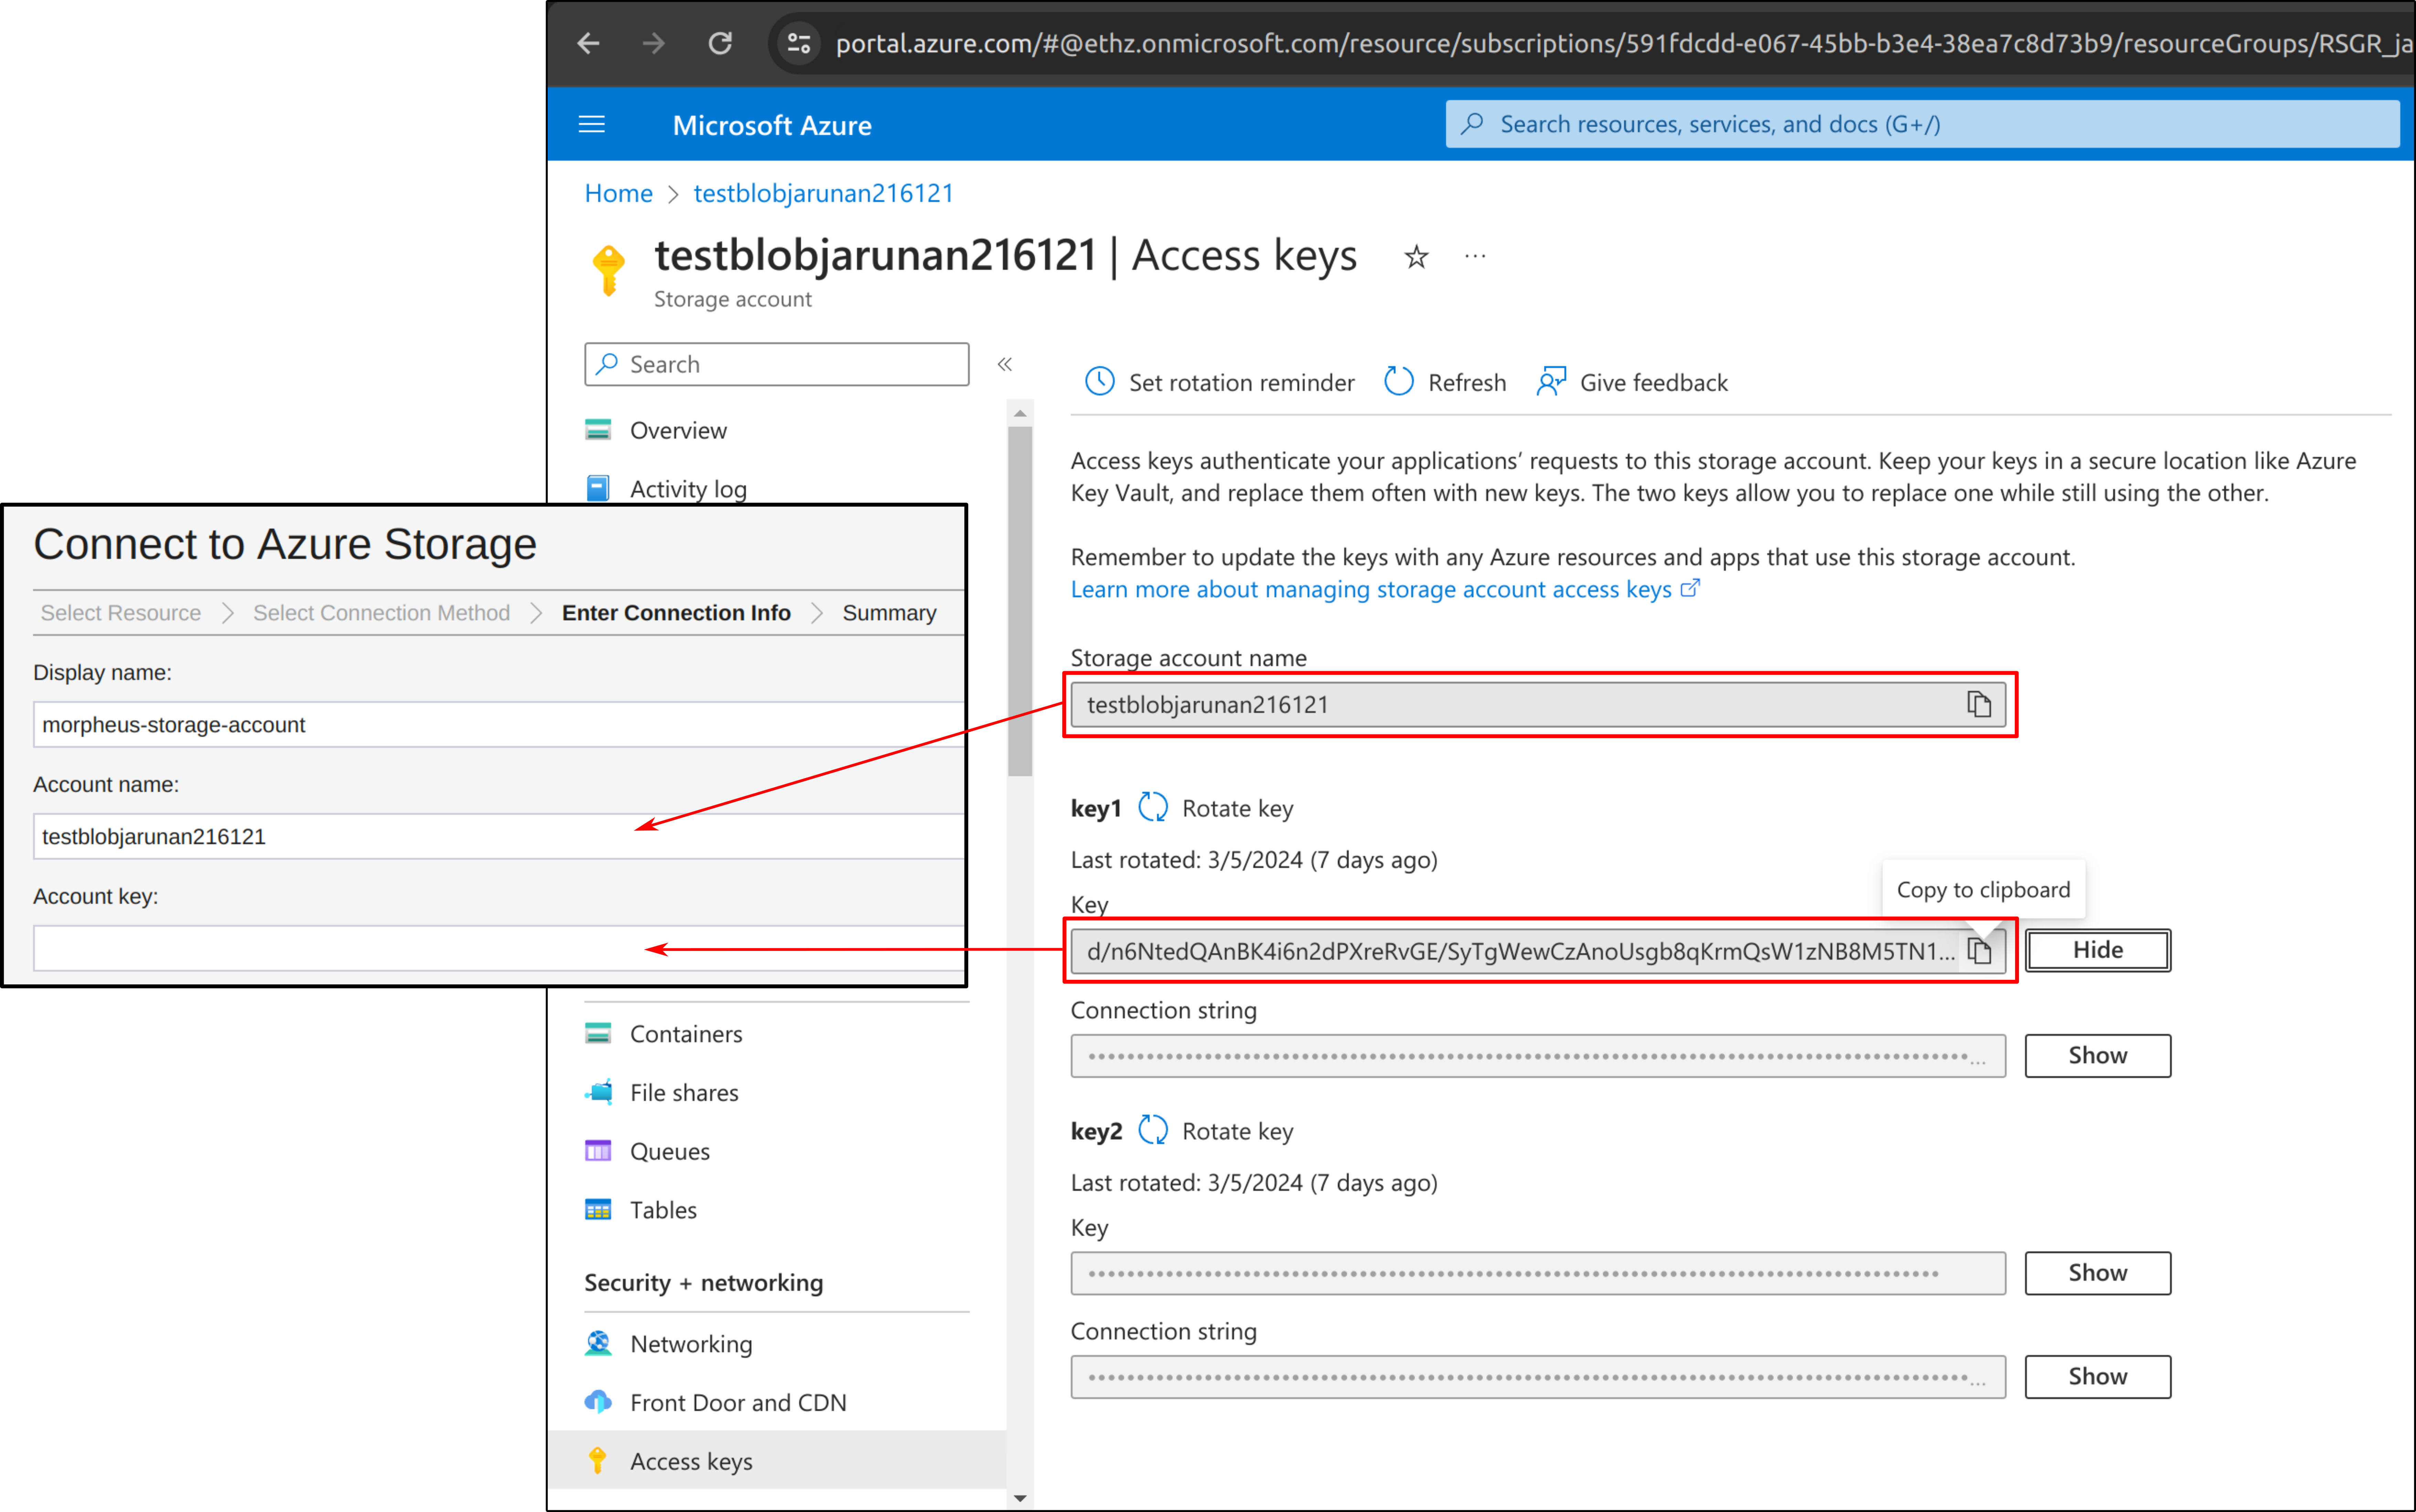 portal.azure.com/#@ethz.onmicrosoft.com/resource/subscriptions/591fdcdd-e067-45bb-b3e4-38ea7c8d73b9/resourceGroups/RSGR_ja
Microsoft Azure
Search resources, services, and docs (G+/)
Home > testblobjarunan216121
testblobjarunan216121 | Access keys
Storage account
Search
Set rotation reminder
Refresh
Give feedback
Overview
Activity log
Access keys authenticate your applications’ requests to this storage account. Keep your keys in a secure location like Azure
Key Vault, and replace them often with new keys. The two keys allow you to replace one while still using the other.
Remember to update the keys with any Azure resources and apps that use this storage account.
Learn more about managing storage account access keys
Connect to Azure Storage
Select Resource > Select Connection Method > Enter Connection Info > Summary
Display name:
morpheus-storage-account
Account name:
testblobjarunan216121
Account key:
Storage account name
testblobjarunan216121
key1 Rotate key
Last rotated: 3/5/2024 (7 days ago)
Copy to clipboard
Key
d/n6NtedQAnBK4i6n2dPXreRvGE/SyTgWewCzAnoUsgb8qKrmQsW1zNB8M5TN1...
Hide
Connection string
Show
key2 Rotate key
Last rotated: 3/5/2024 (7 days ago)
Key
Show
Connection string
Show
Containers
File shares
Queues
Tables
Security + networking
Networking
Front Door and CDN
Access keys